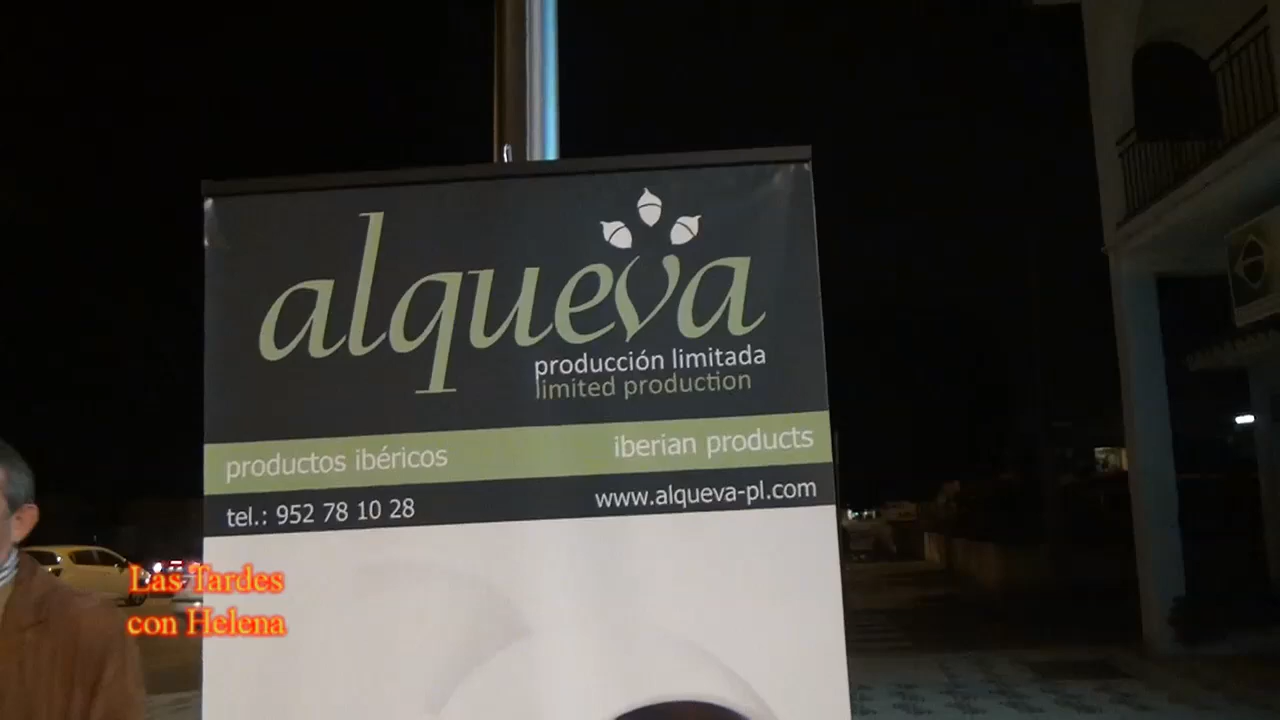 alqueva
producción limitada
limited production
productos ibéricos
iberian products
tel.: 952 78 10 28
www.alqueva-pl.com
Las Tardes
con Helena